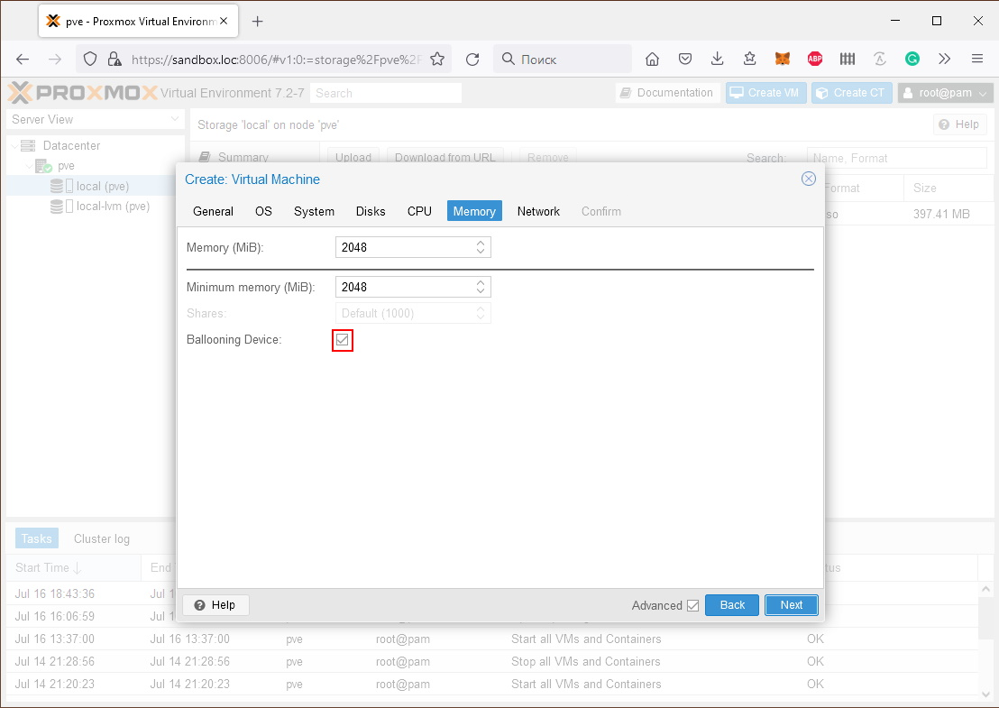 pve - Proxmox Virtual Environm
https://sandbox.loc:8006/#v1:0:=storage%2Fpve%2F
Поиск
ABP
PROXMOX Virtual Environment 7.2-7 Search Documentation Create VM Create CT root@pam
Server View
Storage 'local' on node 'pve' Help
Datacenter
Summary Upload Download from URL Remove Search: Name, Format
pve
local (pve)
local-lvm (pve)
Format Size
so 397.41 MB
Create: Virtual Machine
General OS System Disks CPU Memory Network Confirm
Memory (MiB): 2048
Minimum memory (MiB): 2048
Shares: Default (1000)
Ballooning Device:
Help Advanced Back Next
Tasks Cluster log
Start Time End tus
Jul 16 18:43:36 Jul 1
Jul 16 16:06:59 Jul 1
Jul 16 13:37:00 Jul 16 13:37:00 pve root@pam Start all VMs and Containers OK
Jul 14 21:28:56 Jul 14 21:28:56 pve root@pam Stop all VMs and Containers OK
Jul 14 21:20:23 Jul 14 21:20:23 pve root@pam Start all VMs and Containers OK